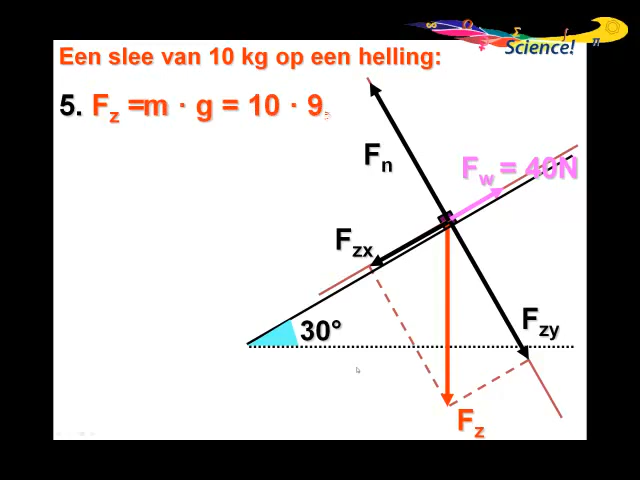 Science!
Een slee van 10 kg op een helling:
5. Fz =m · g = 10 · 9,
Fn
Fw = 40N
Fzx
Fzy
30°
Fz